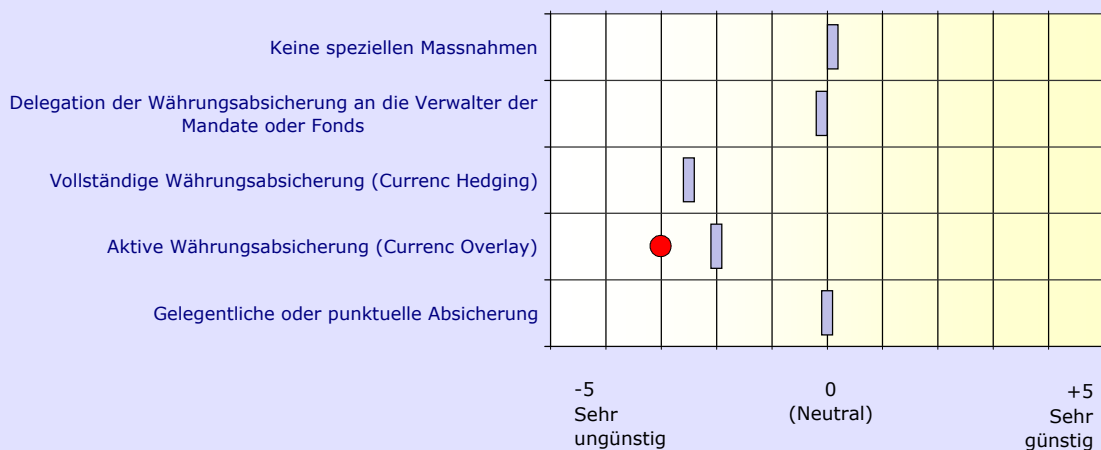 Keine speziellen Massnahmen
Delegation der Währungsabsicherung an die Verwalter der
Mandate oder Fonds
Vollständige Währungsabsicherung (Currenc Hedging)
Aktive Währungsabsicherung (Currenc Overlay)
Gelegentliche oder punktuelle Absicherung
-5
Sehr
ungünstig
0
(Neutral)
+5
Sehr
günstig